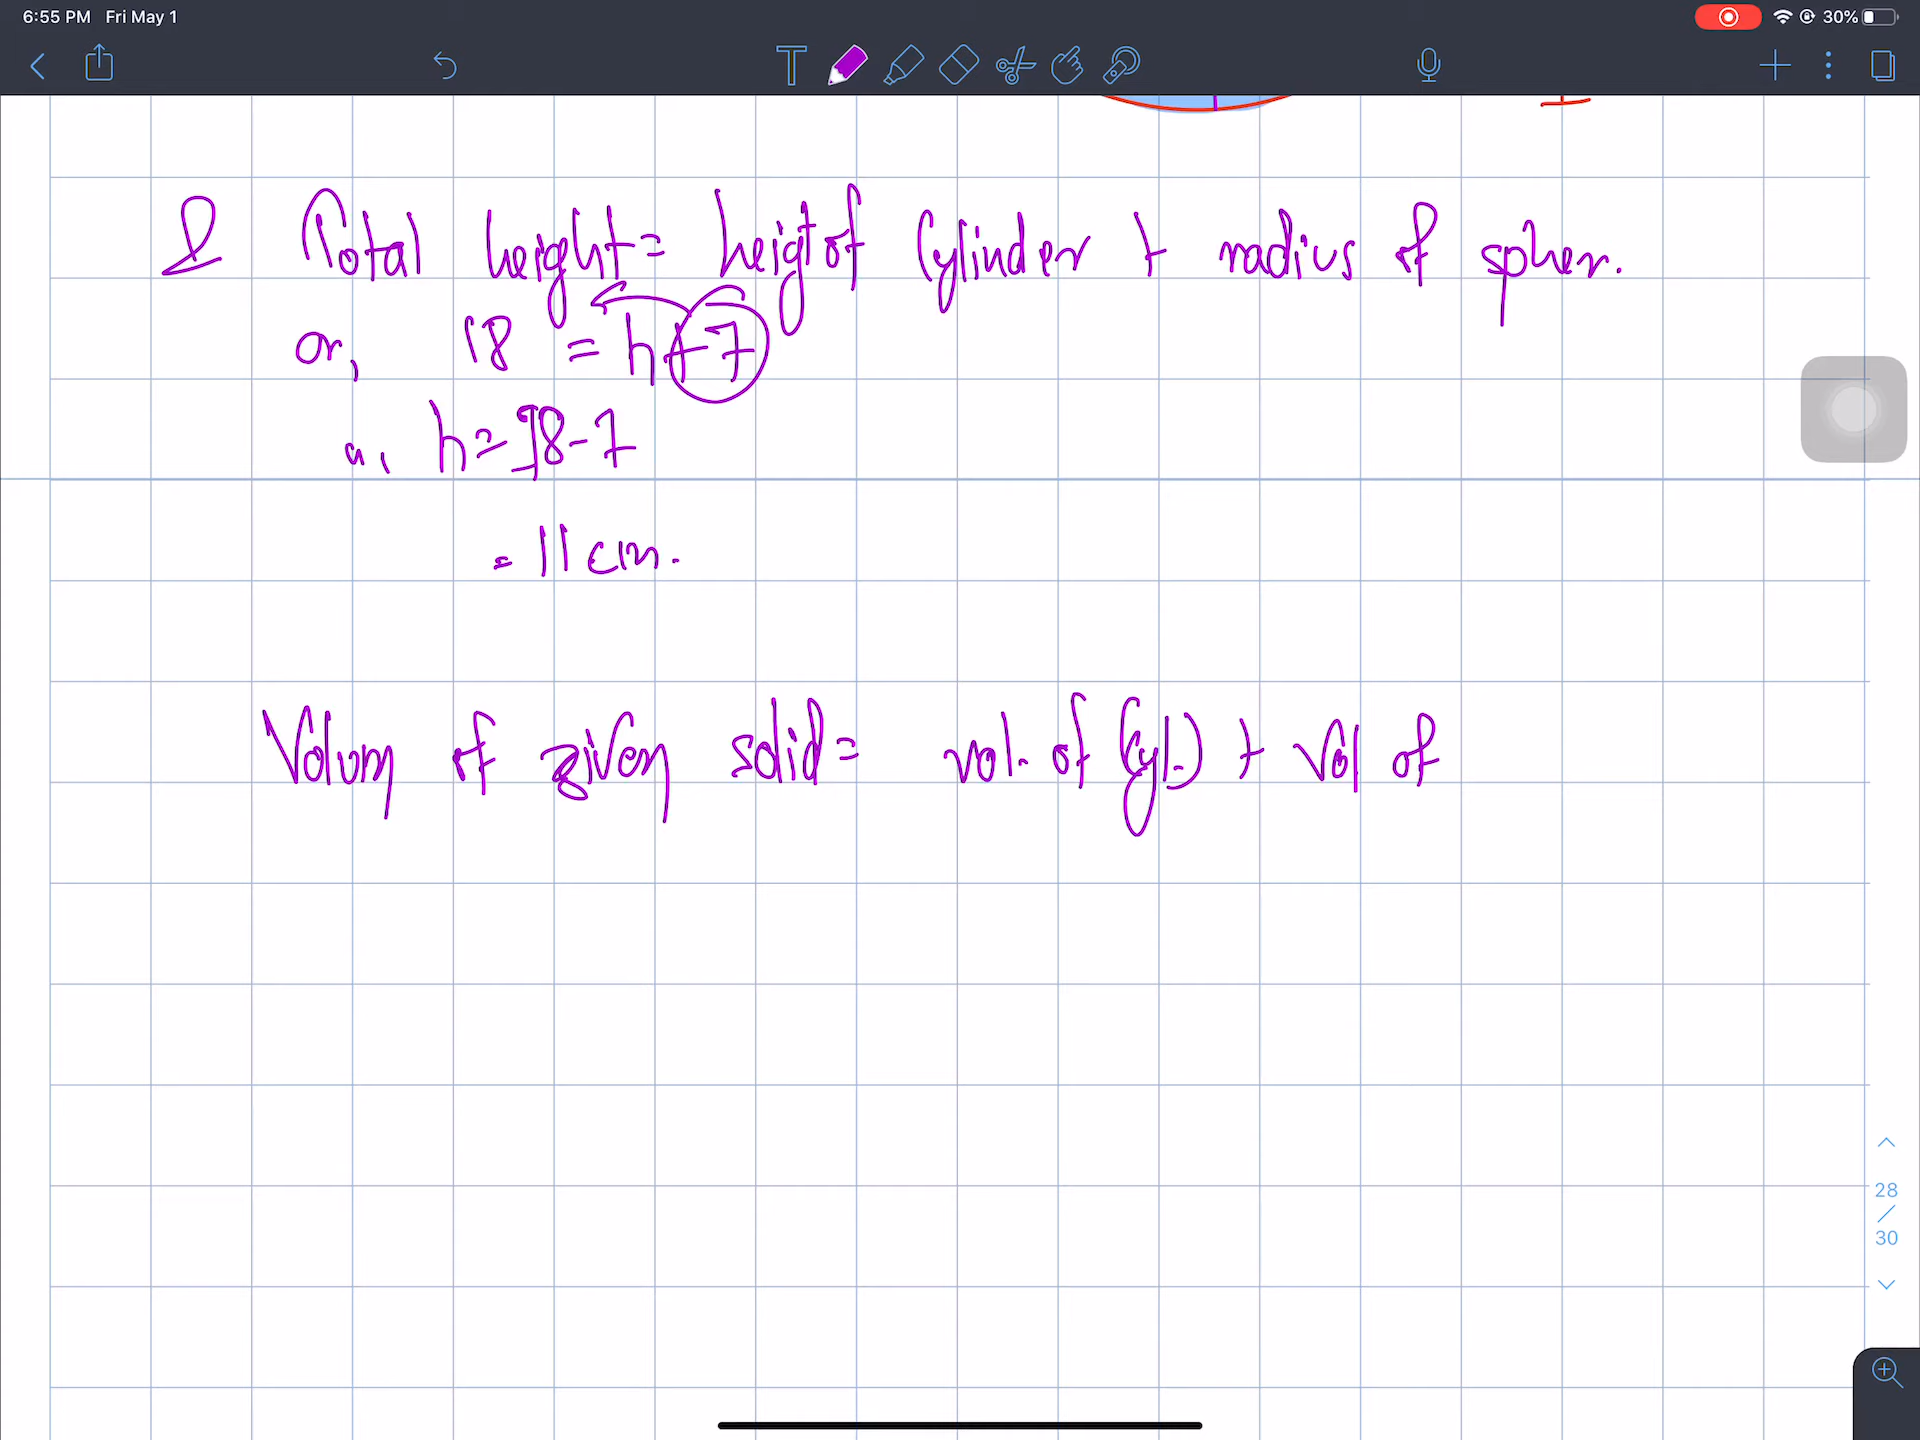 6:55 PM Fri May 1
30%
Total height = heigt of Cylinder + radius of spher.
or, 18 = h+7
h = 18-7
= 11 cm.
Volum of given solid = vol. of (cyl.) + Vol of
28
/
30